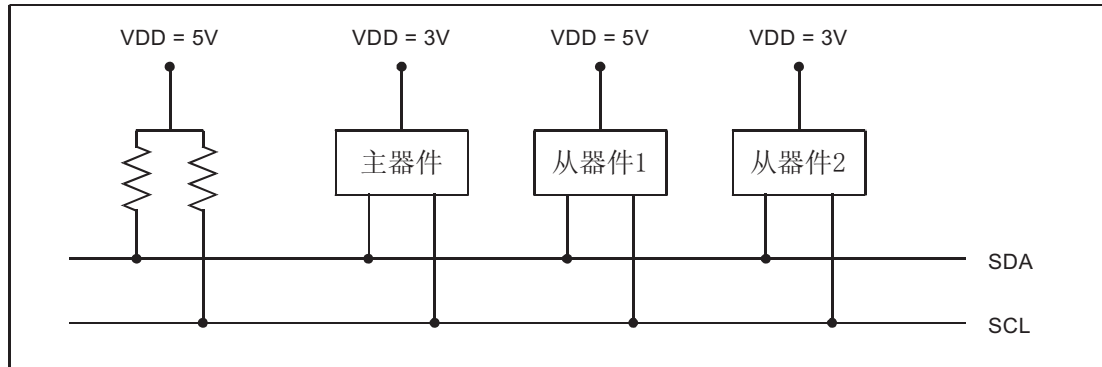 VDD = 5V VDD = 3V VDD = 5V VDD = 3V
主器件 从器件1 从器件2
SDA
SCL